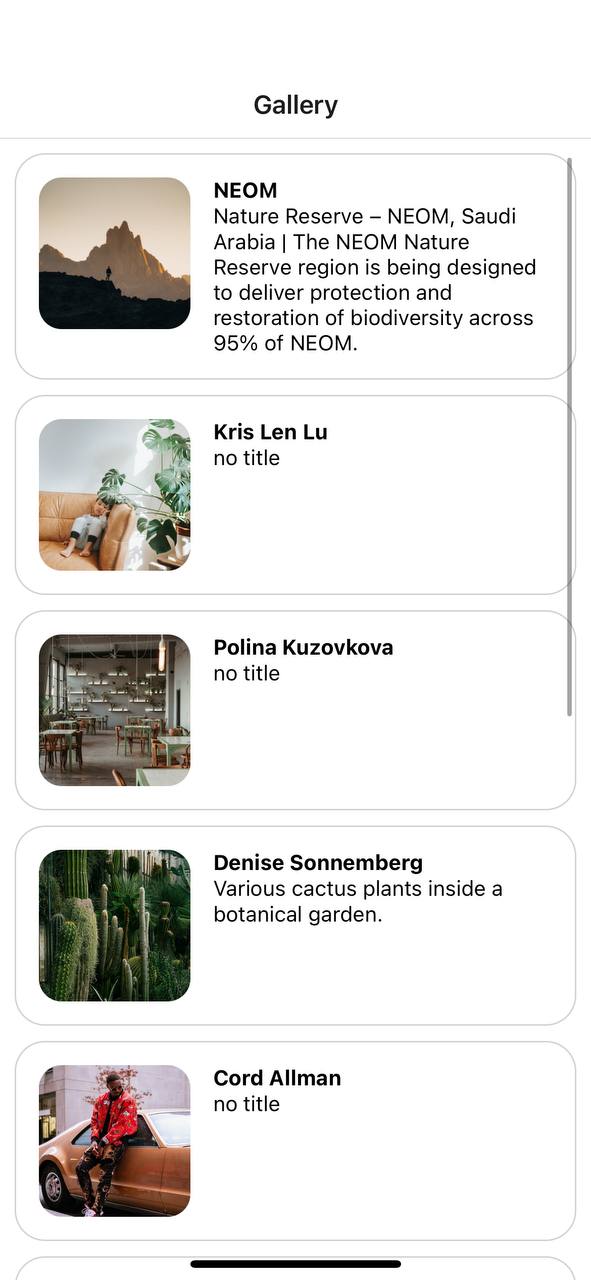 Gallery
NEOM
Nature Reserve – NEOM, Saudi
Arabia | The NEOM Nature
Reserve region is being designed
to deliver protection and
restoration of biodiversity across
95% of NEOM.
Kris Len Lu
no title
Polina Kuzovkova
no title
Denise Sonnemberg
Various cactus plants inside a
botanical garden.
Cord Allman
no title